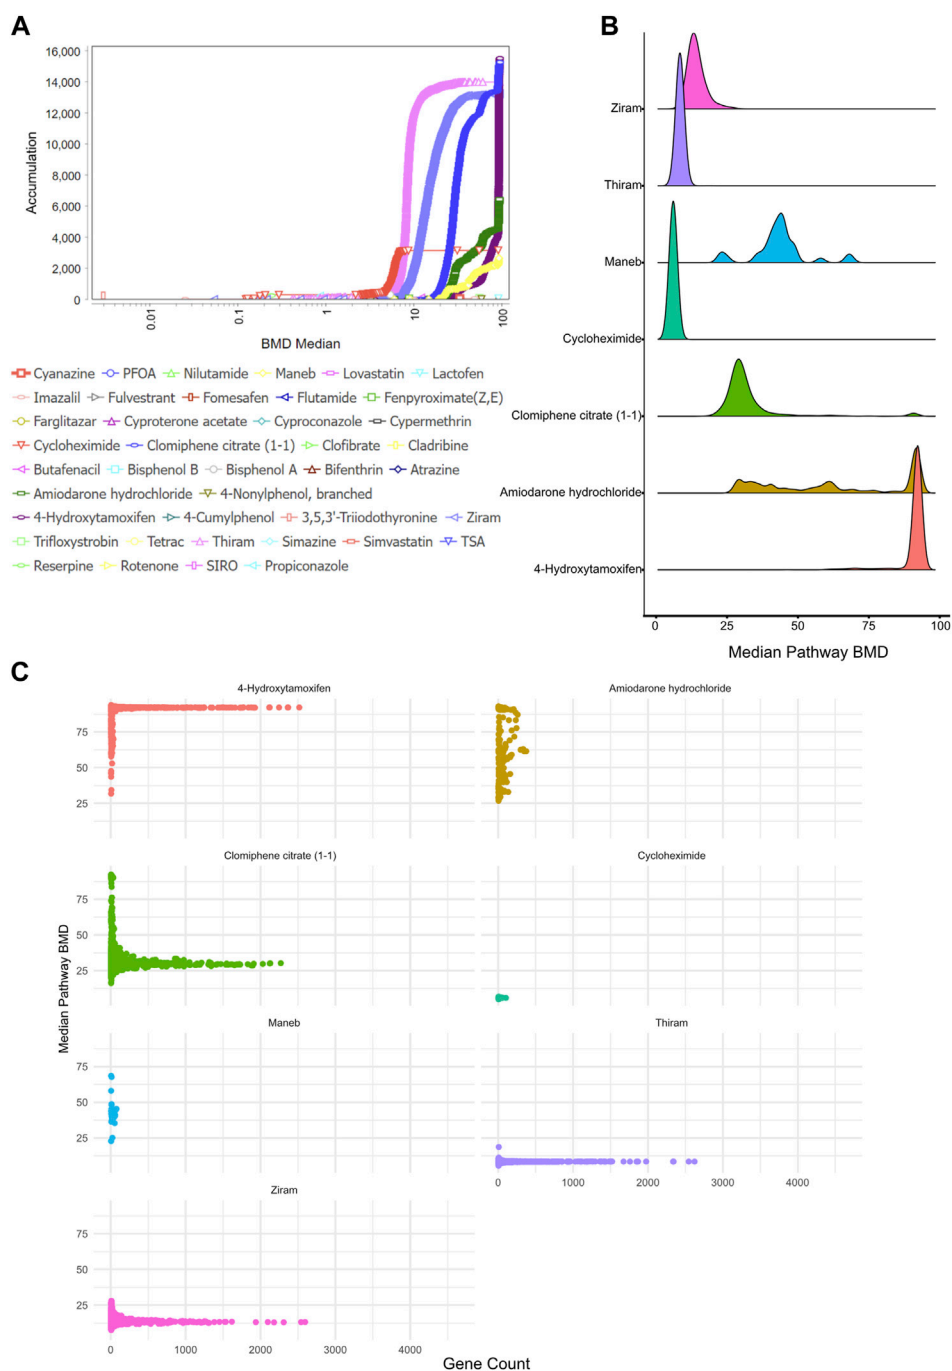 A
16,000
14,000
12,000
10,000
8,000
6,000
4,000
2,000
0
Accumulation
0.01
0.1
1
10
100
BMD Median
Cyanazine PFOA Nilutamide Maneb Lovastatin Lactofen
Imazalil Fulvestrant Fomesafen Flutamide Fenpyroximate(Z,E)
Farglitazar Cyproterone acetate Cyproconazole Cypermethrin
Cycloheximide Clomiphene citrate (1-1) Clofibrate Cladribine
Butafenacil Bisphenol B Bisphenol A Bifenthrin Atrazine
Amiodarone hydrochloride 4-Nonylphenol, branched
4-Hydroxytamoxifen 4-Cumylphenol 3,5,3'-Triiodothyronine Ziram
Trifloxystrobin Tetrac Thiram Simazine Simvastatin TSA
Reserpine Rotenone SIRO Propiconazole
B
Ziram
Thiram
Maneb
Cycloheximide
Clomiphene citrate (1-1)
Amiodarone hydrochloride
4-Hydroxytamoxifen
0 25 50 75 100
Median Pathway BMD
C
4-Hydroxytamoxifen Amiodarone hydrochloride
75
50
25
Clomiphene citrate (1-1) Cycloheximide
75
50
25
Maneb Thiram
75
50
25
0 1000 2000 3000 4000
Ziram
75
50
25
0 1000 2000 3000 4000
Median Pathway BMD
Gene Count